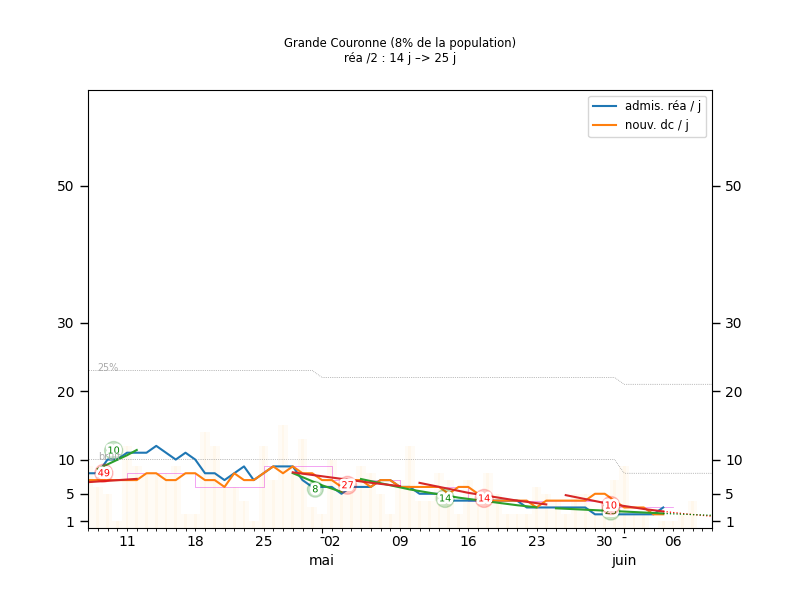 Grande Couronne (8% de la population)
réa /2 : 14 j –> 25 j
admis. réa / j
nouv. dc / j
50 50
30 30
25%
20 20
10
10 10
49
27
8
5 14 14 10 5
1 1
11 18 25 02 09 16 23 30 06
mai juin